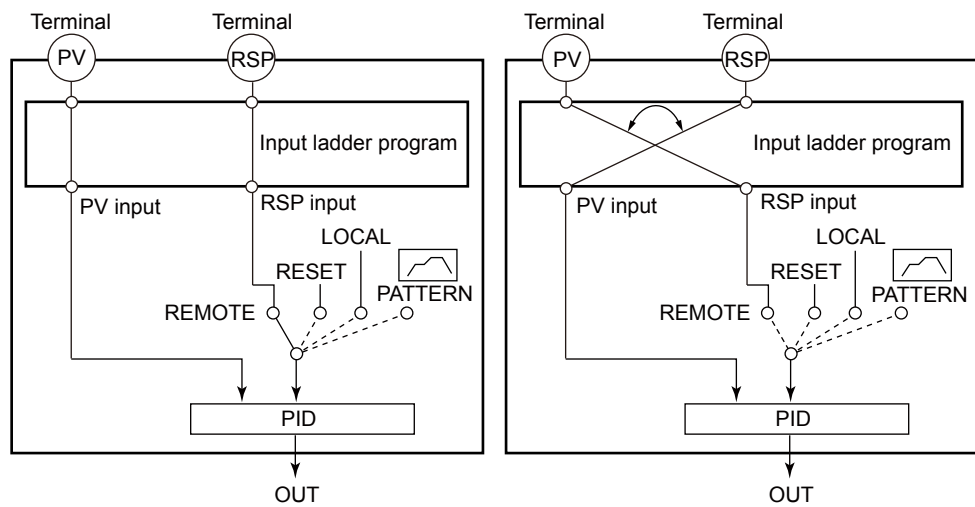 Terminal
Terminal
PV
RSP
Input ladder program
PV input
RSP input
LOCAL
RESET
PATTERN
REMOTE
PID
OUT
Terminal
Terminal
PV
RSP
Input ladder program
PV input
RSP input
LOCAL
RESET
PATTERN
REMOTE
PID
OUT